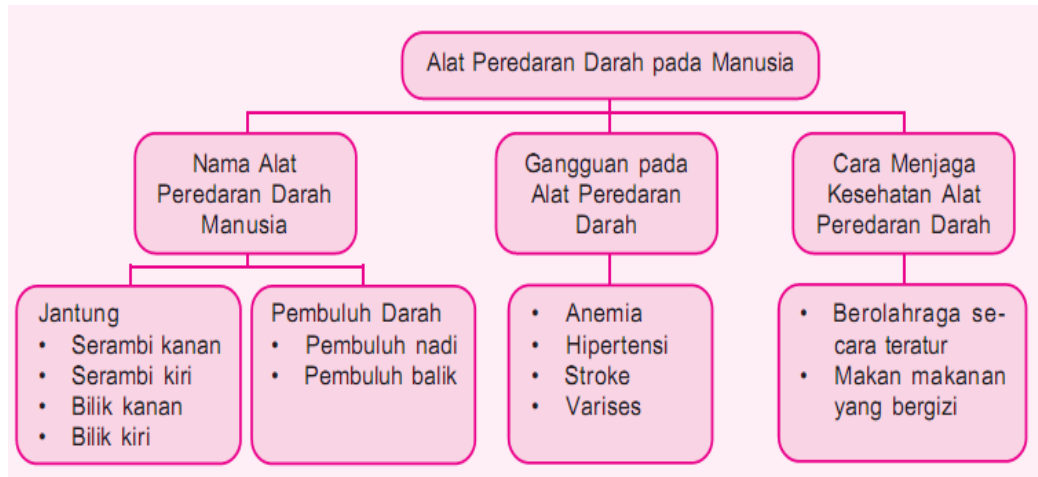 Alat Peredaran Darah pada Manusia
Nama Alat
Peredaran Darah
Manusia
Gangguan pada
Alat Peredaran
Darah
Cara Menjaga
Kesehatan Alat
Peredaran Darah
Jantung
• Serambi kanan
• Serambi kiri
• Bilik kanan
• Bilik kiri
Pembuluh Darah
• Pembuluh nadi
• Pembuluh balik
• Anemia
• Hipertensi
• Stroke
• Varises
• Berolahraga se-
cara teratur
• Makan makanan
yang bergizi